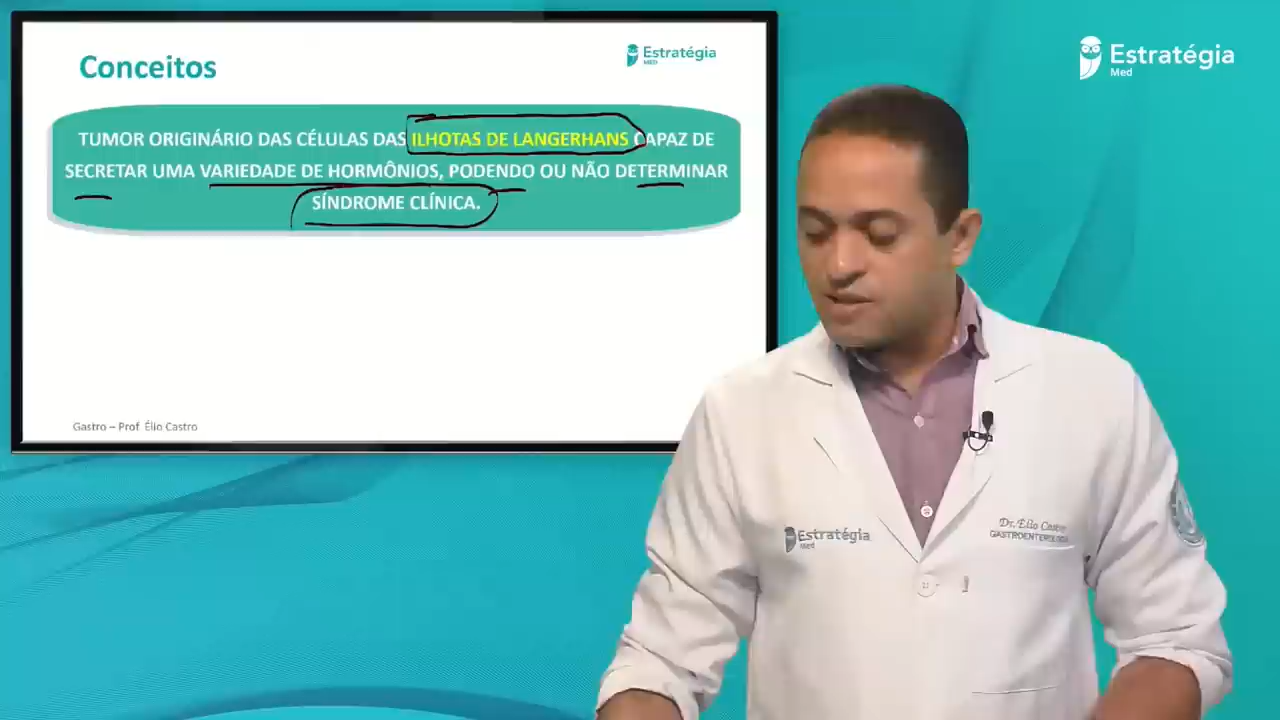 Conceitos
Estratégia
MED
TUMOR ORIGINÁRIO DAS CÉLULAS DAS ILHOTAS DE LANGERHANS CAPAZ DE
SECRETAR UMA VARIEDADE DE HORMÔNIOS, PODENDO OU NÃO DETERMINAR
SÍNDROME CLÍNICA.
Gastro – Prof Élio Castro
Estratégia
Med
Estratégia
Med
Dr. Élio Castro
GASTROENTEROLOGIA